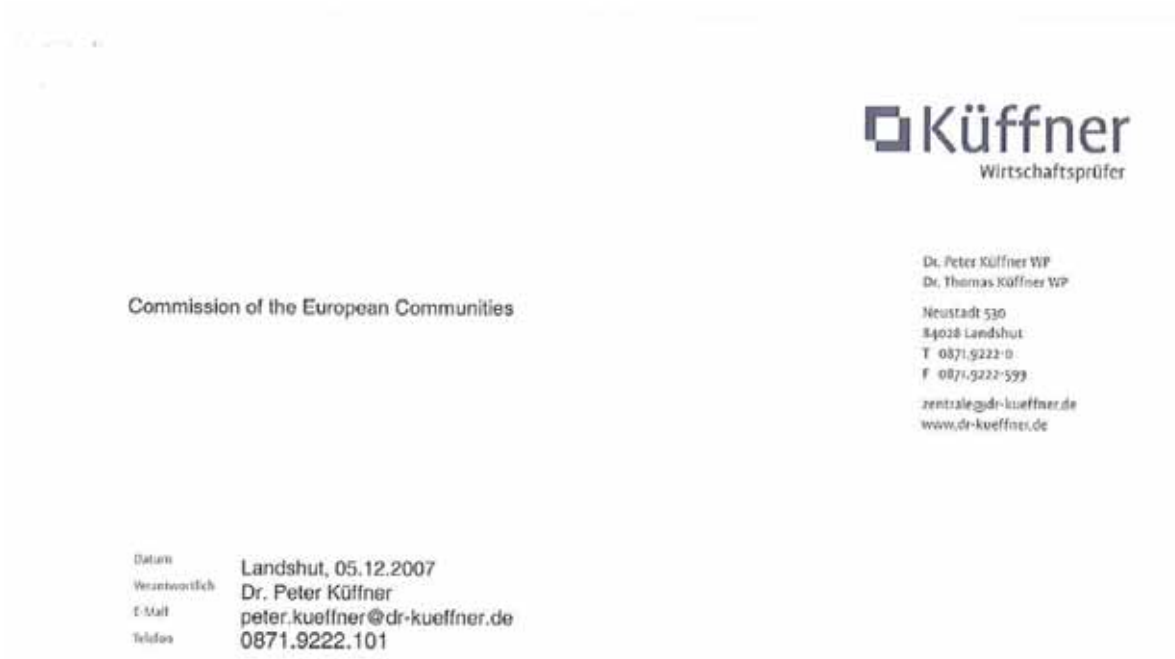 Küffner
Wirtschaftsprüfer
Dr. Peter Küffner WP
Dr. Thomas Küffner WP
Neustadt 530
84028 Landshut
T 0871.9222-0
F 0871.9222-599
zentrale@dr-kueffner.de
www.dr-kueffner.de
Commission of the European Communities
Datum Landshut, 05.12.2007
Verantwortlich Dr. Peter Küffner
E-Mail peter.kueffner@dr-kueffner.de
Telefon 0871.9222.101